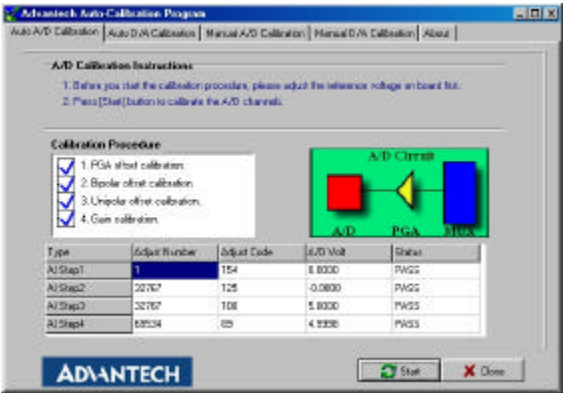 Advantech Auto-Calibration Program
Auto A/D Calibration Auto D/A Calibration Manual A/D Calibration Manual D/A Calibration About
A/D Calibration Instructions
1. Before you start the calibration procedure, please adjust the reference voltage on board first.
2. Press [Start] button to calibrate the A/D channels.
Calibration Procedure
1. PGA offset calibration.
2. Bipolar offset calibration.
3. Unipolar offset calibration.
4. Gain calibration.
A/D Circuit
A/D PGA MUX
Type Adjust Number Adjust Code A/D Volt Status
AI Step1 1 154 0.0000 PASS
AI Step2 32767 125 -0.0000 PASS
AI Step3 32767 108 5.0000 PASS
AI Step4 89 4.9998 PASS
ADVANTECH
Start Close